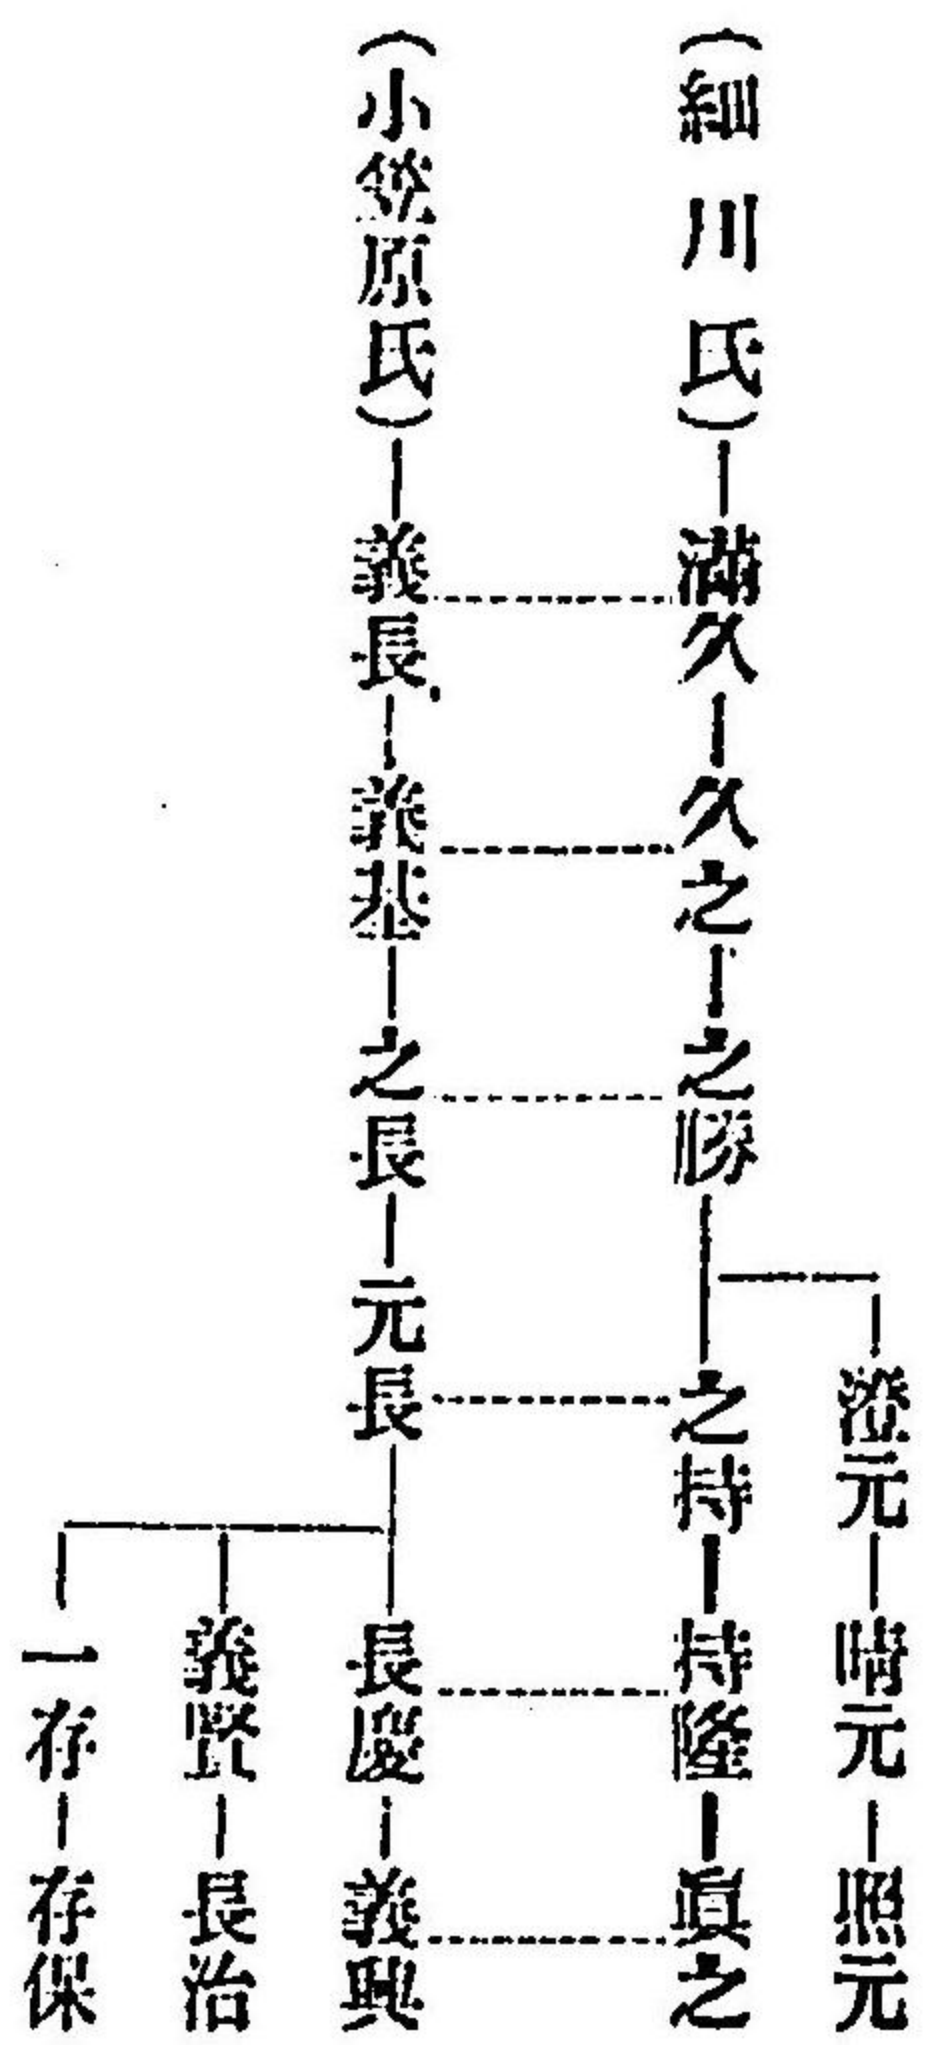 澄元―晴元―照元
(細川氏)―滿久―久之―之勝―之持―持隆―眞之
(小笠原氏)―義長―義基―之長―元長―長慶―義興
義賢―長治
一存―存保